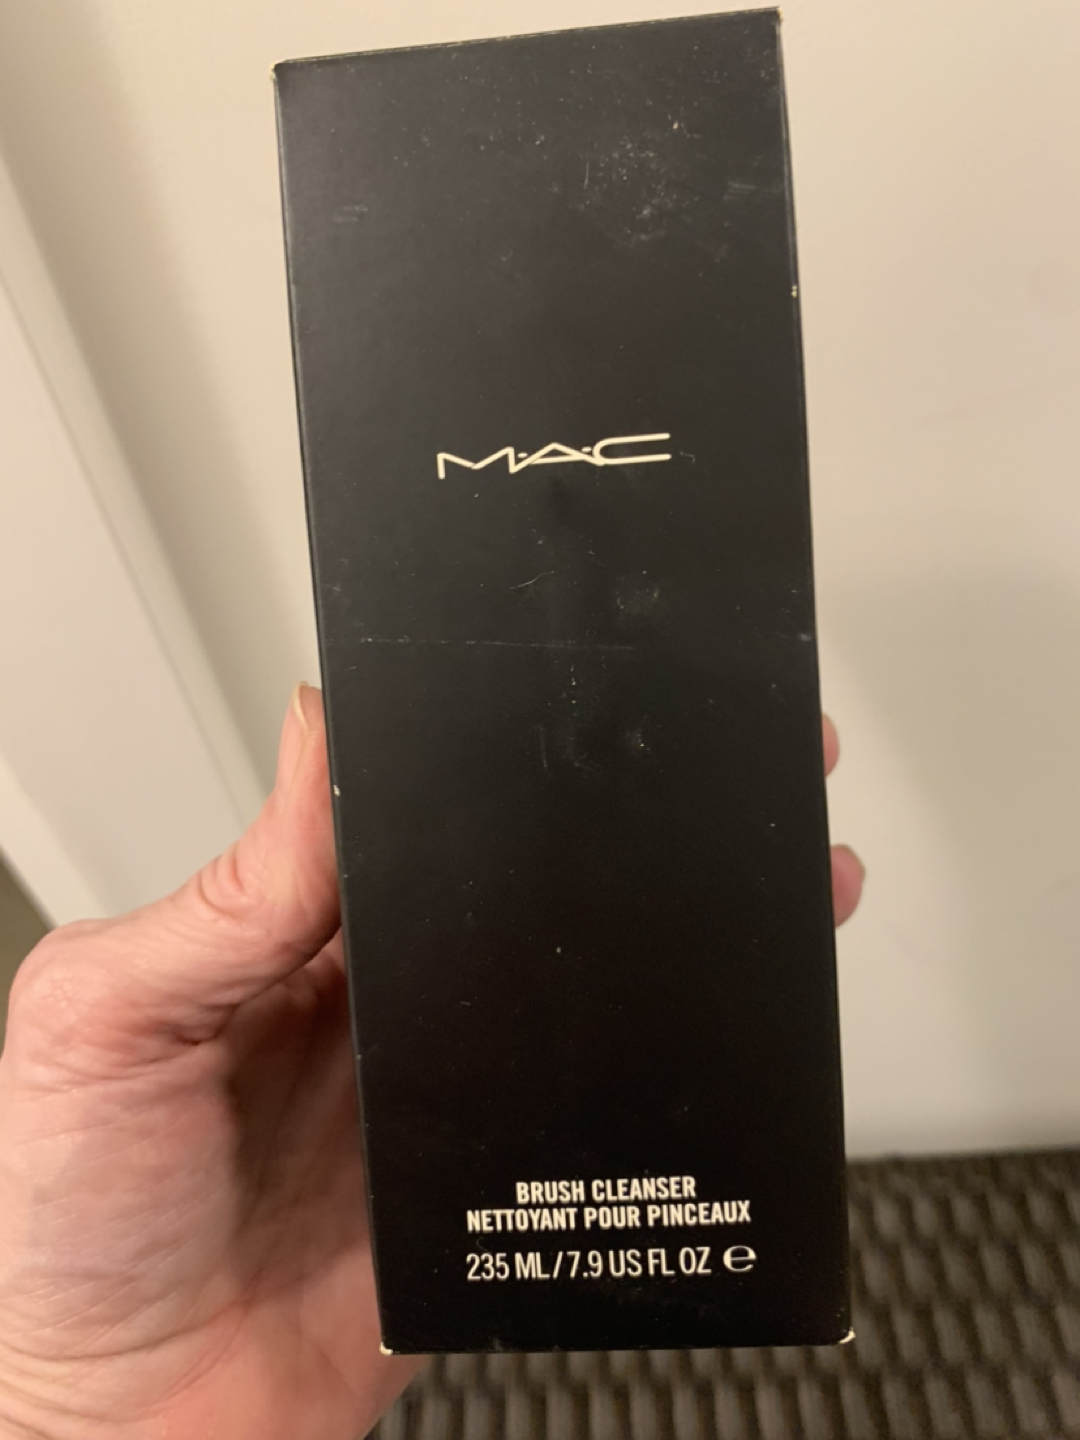 M·A·C
BRUSH CLEANSER
NETTOYANT POUR PINCEAUX
235 ML/7.9 US FL OZ ℮